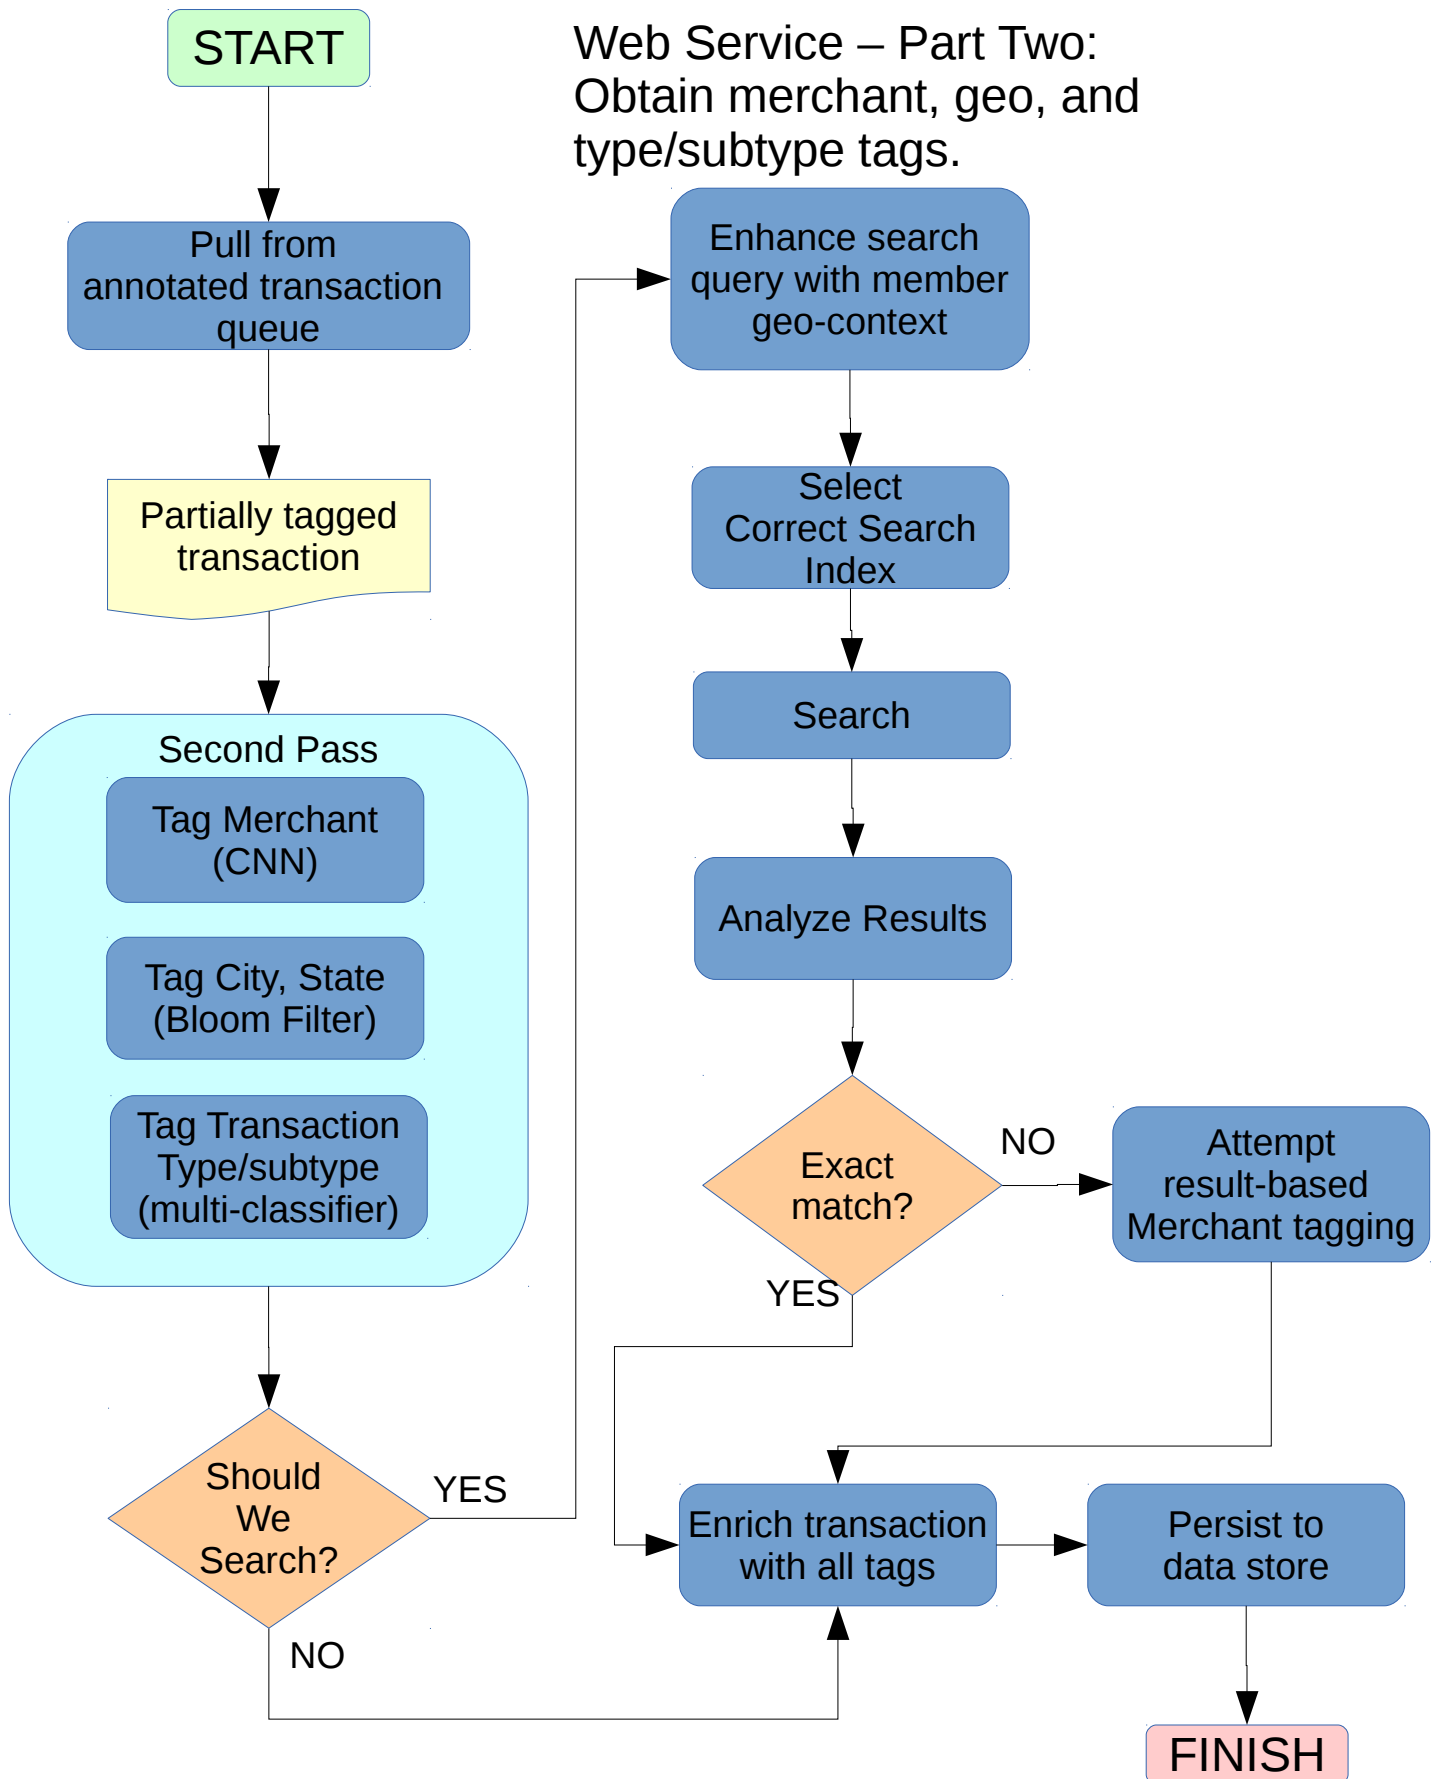 START
Web Service – Part Two:
Obtain merchant, geo, and
type/subtype tags.
Pull from
annotated transaction
queue
Partially tagged
transaction
Second Pass
Tag Merchant
(CNN)
Tag City, State
(Bloom Filter)
Tag Transaction
Type/subtype
(multi-classifier)
Should
We
Search?
YES
NO
Enhance search
query with member
geo-context
Select
Correct Search
Index
Search
Analyze Results
Exact
match?
NO
YES
Attempt
result-based
Merchant tagging
Enrich transaction
with all tags
Persist to
data store
FINISH